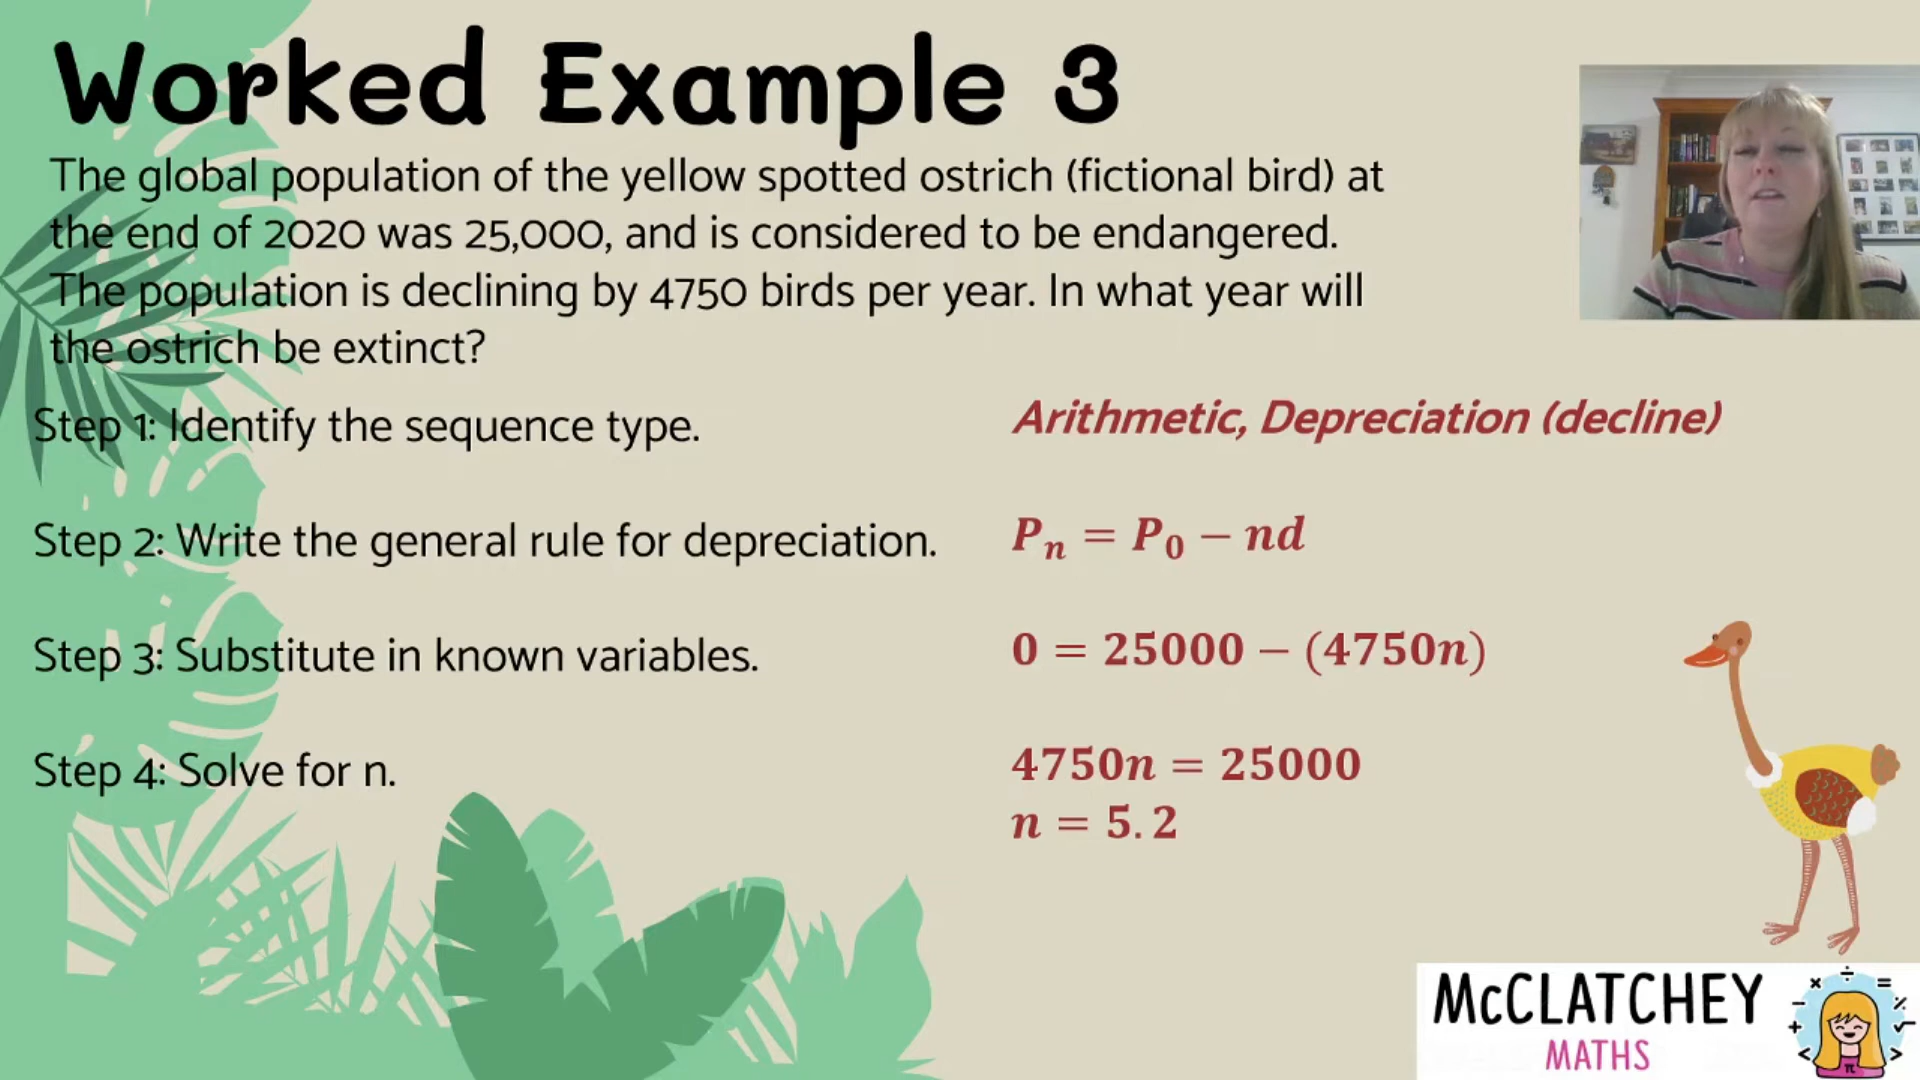 Worked Example 3
The global population of the yellow spotted ostrich (fictional bird) at
the end of 2020 was 25,000, and is considered to be endangered.
The population is declining by 4750 birds per year. In what year will
the ostrich be extinct?
Step 1: Identify the sequence type.
Arithmetic, Depreciation (decline)
Step 2: Write the general rule for depreciation.
Pₙ = P₀ − nd
Step 3: Substitute in known variables.
0 = 25000 − (4750n)
Step 4: Solve for n.
4750n = 25000
n = 5.2
McCLATCHEY
MATHS